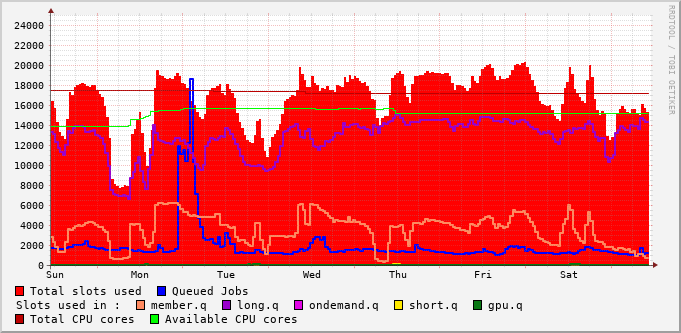 24000
22000
20000
18000
16000
14000
12000
10000
8000
6000
4000
2000
0
Sun Mon Tue Wed Thu Fri Sat
RRDTOOL / TOBI OETIKER
Total slots used Queued Jobs
Slots used in : member.q long.q ondemand.q short.q gpu.q
Total CPU cores Available CPU cores